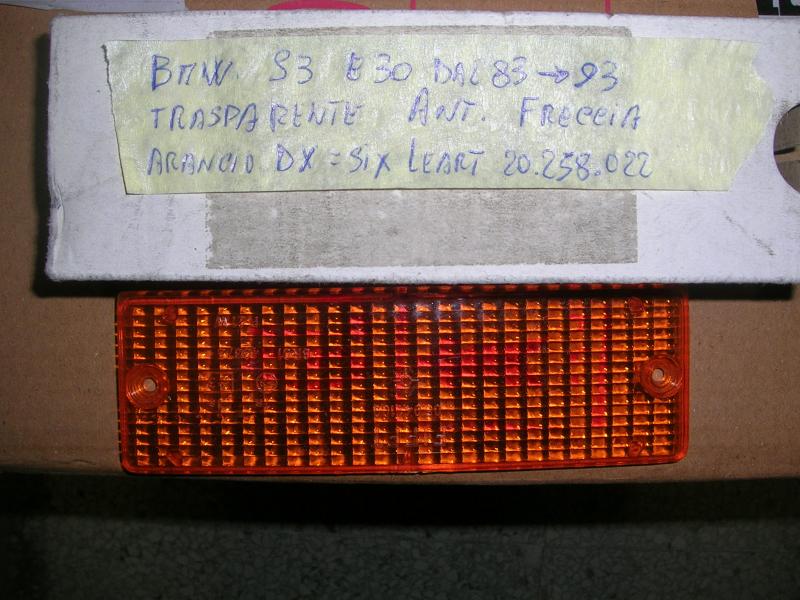 BMW. S3 E30 DAL 83→93
TRASPARENTE ANT. FRECCIA
ARANCIO DX = SIX LEART 20.258.022